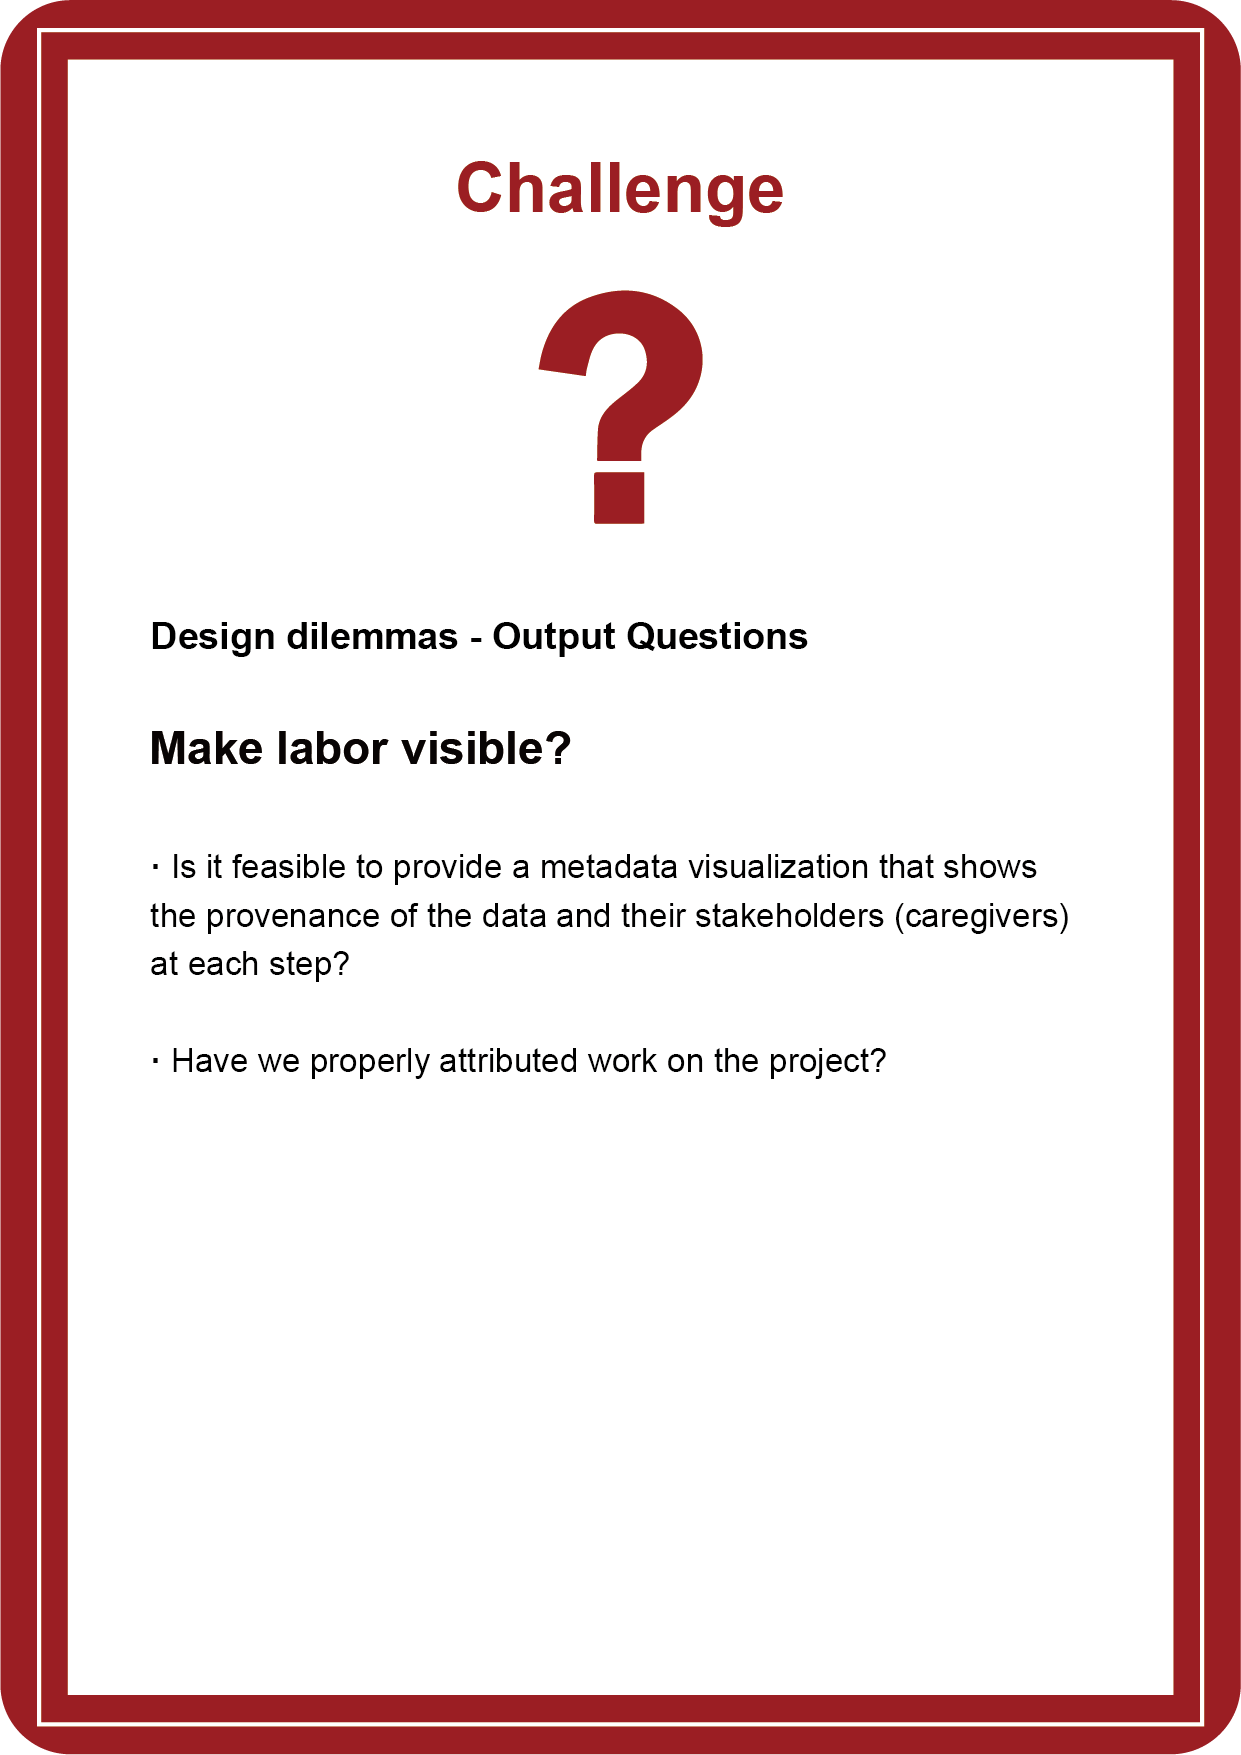 Challenge
?
Design dilemmas - Output Questions
Make labor visible?
· Is it feasible to provide a metadata visualization that shows
the provenance of the data and their stakeholders (caregivers)
at each step?
· Have we properly attributed work on the project?